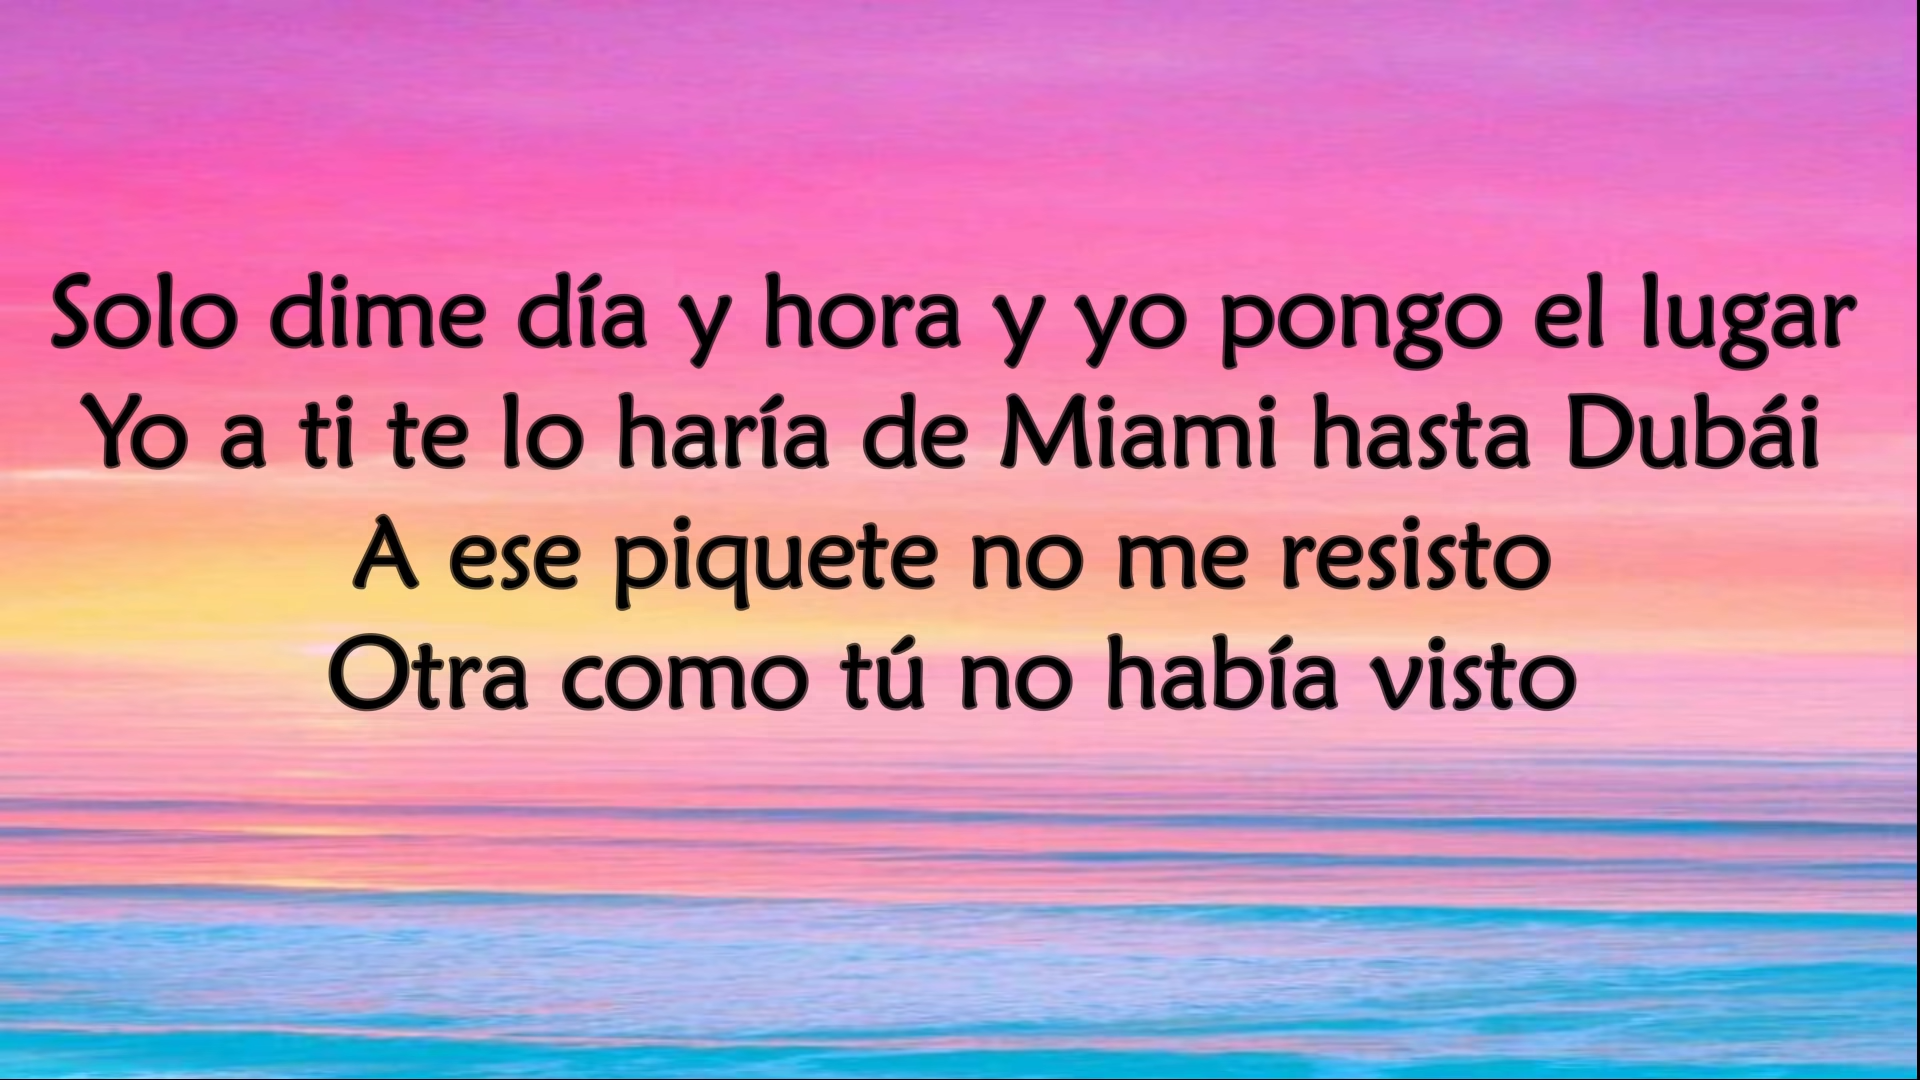 Solo dime día y hora y yo pongo el lugar
Yo a ti te lo haría de Miami hasta Dubái
A ese piquete no me resisto
Otra como tú no había visto